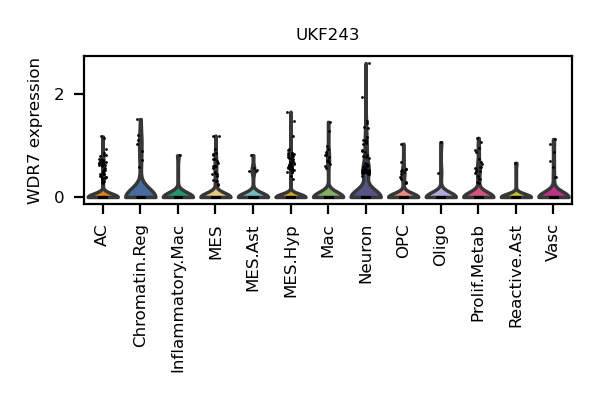 UKF243
WDR7 expression
2
0
AC
Chromatin.Reg
Inflammatory.Mac
MES
MES.Ast
MES.Hyp
Mac
Neuron
OPC
Oligo
Prolif.Metab
Reactive.Ast
Vasc